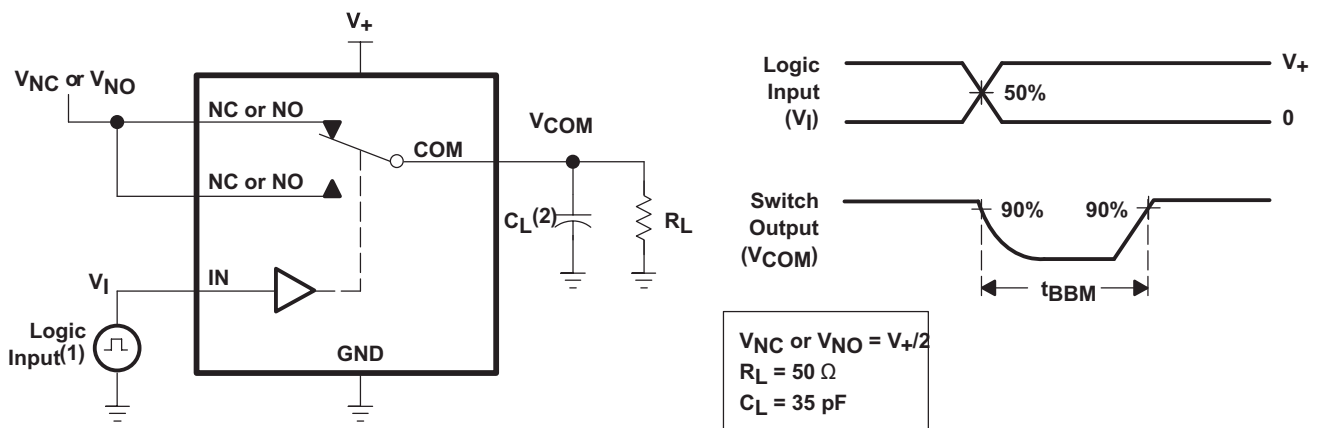 V+
VNC or VNO
NC or NO
VCOM
COM
NC or NO
CL(2)
RL
VI
IN
Logic
Input(1)
GND
Logic
Input
(VI)
V+
50%
0
Switch
Output
(VCOM)
90%
90%
tBBM
VNC or VNO = V+/2
RL = 50 Ω
CL = 35 pF